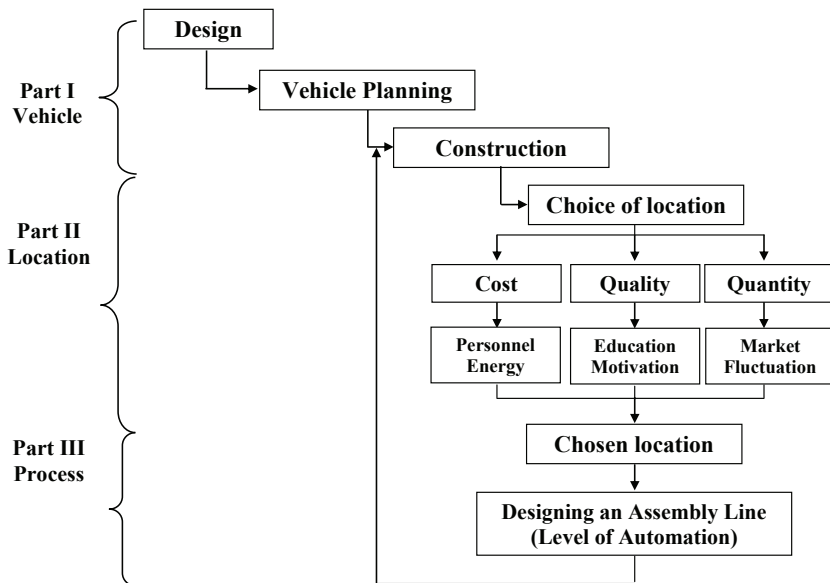 Design
Part I
Vehicle
Vehicle Planning
Construction
Choice of location
Part II
Location
Cost
Quality
Quantity
Personnel
Energy
Education
Motivation
Market
Fluctuation
Chosen location
Part III
Process
Designing an Assembly Line
(Level of Automation)